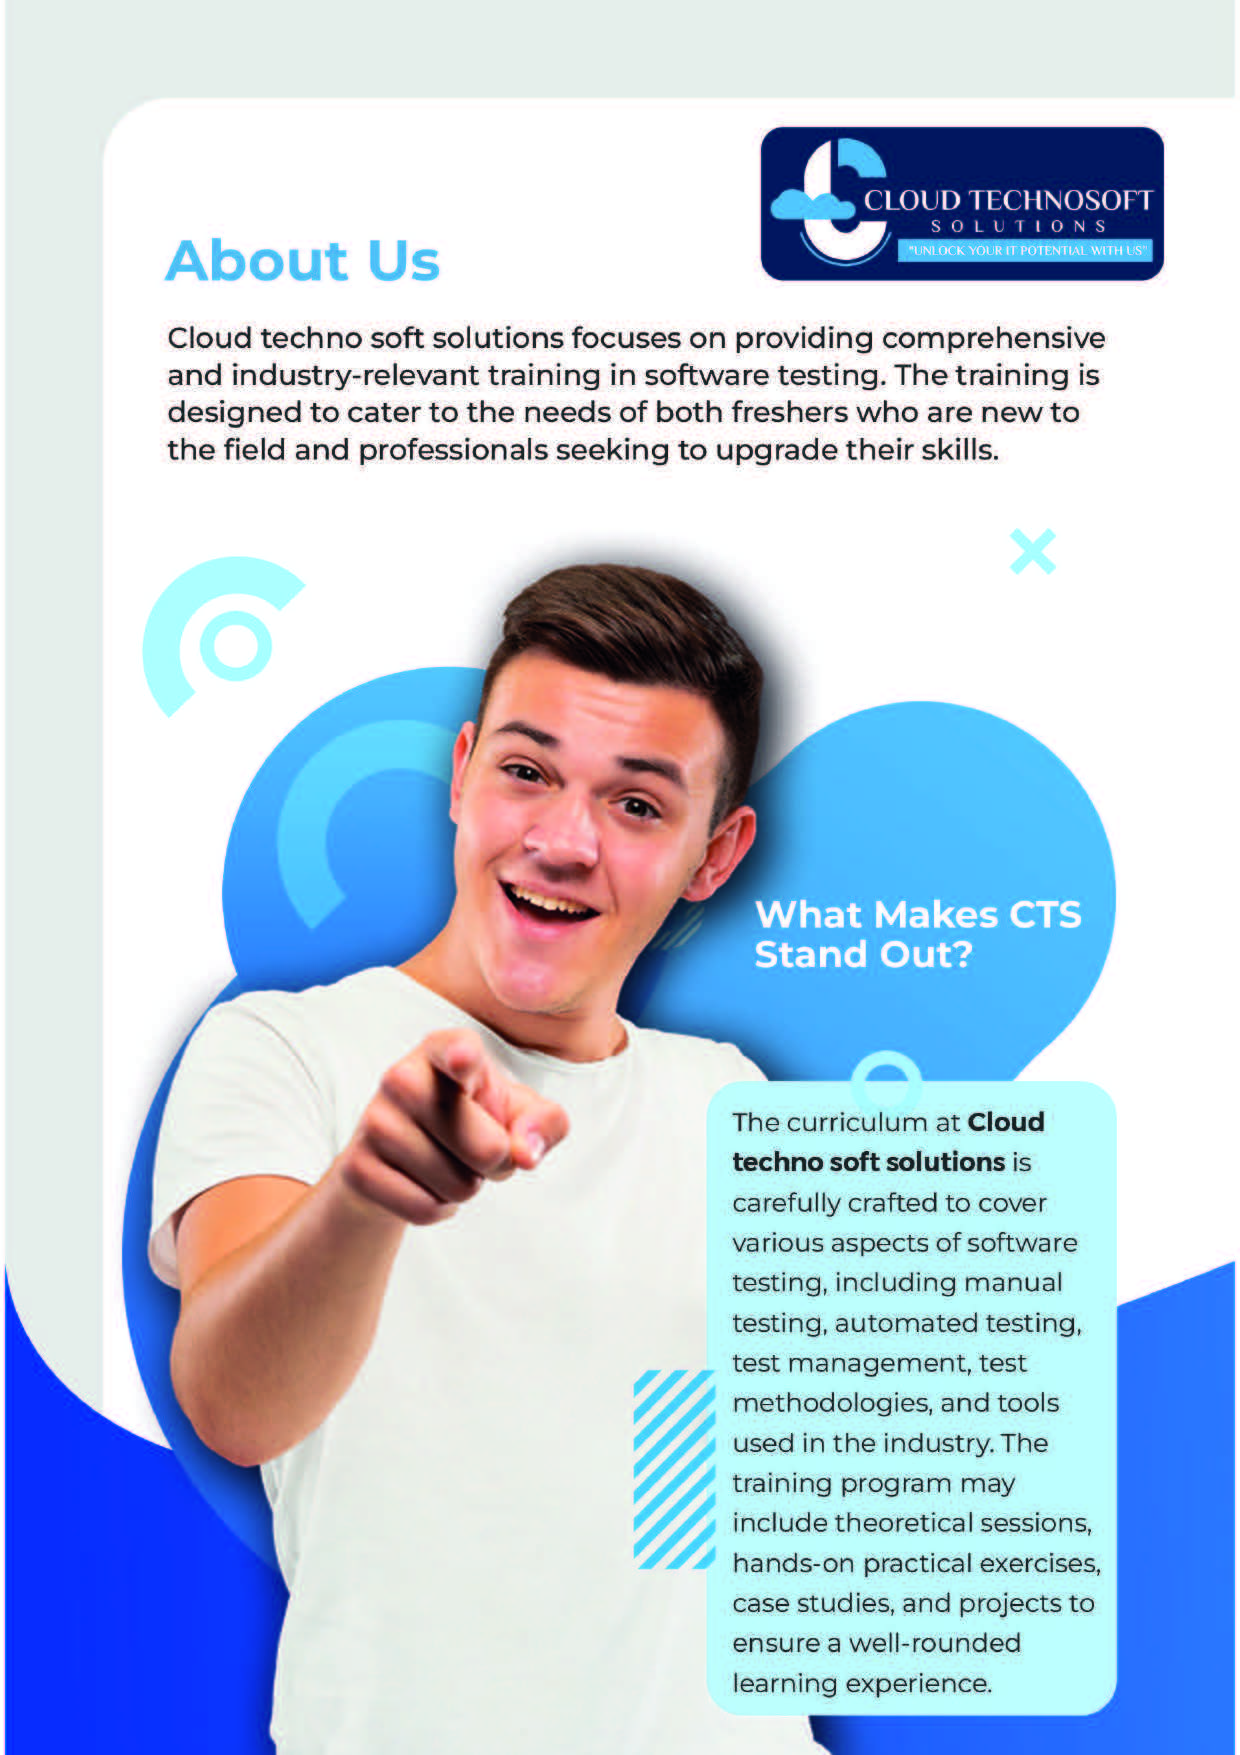 CLOUD TECHNOSOFT
SOLUTIONS
"UNLOCK YOUR IT POTENTIAL WITH US"
About Us
Cloud techno soft solutions focuses on providing comprehensive
and industry-relevant training in software testing. The training is
designed to cater to the needs of both freshers who are new to
the field and professionals seeking to upgrade their skills.
What Makes CTS
Stand Out?
The curriculum at Cloud
techno soft solutions is
carefully crafted to cover
various aspects of software
testing, including manual
testing, automated testing,
test management, test
methodologies, and tools
used in the industry. The
training program may
include theoretical sessions,
hands-on practical exercises,
case studies, and projects to
ensure a well-rounded
learning experience.